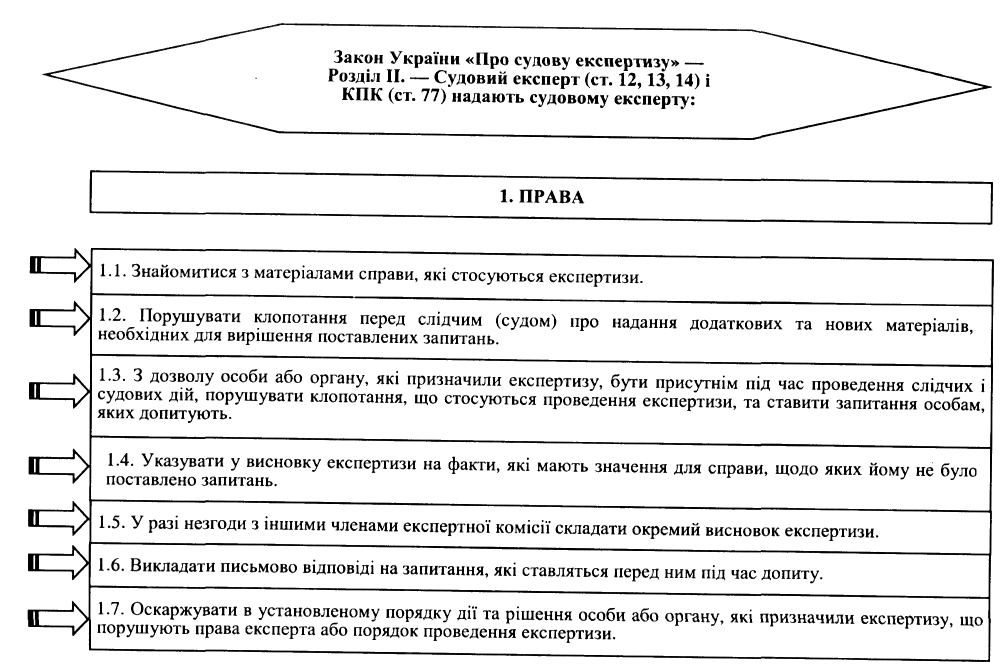 Закон України «Про судову експертизу» —
Розділ II. — Судовий експерт (ст. 12, 13, 14) і
КПК (ст. 77) надають судовому експерту:
1. ПРАВА
1.1. Знайомитися з матеріалами справи, які стосуються експертизи.
1.2. Порушувати клопотання перед слідчим (судом) про надання додаткових та нових матеріалів,
необхідних для вирішення поставлених запитань.
1.3. З дозволу особи або органу, які призначили експертизу, бути присутнім під час проведення слідчих і
судових дій, порушувати клопотання, що стосуються проведення експертизи, та ставити запитання особам,
яких допитують.
1.4. Указувати у висновку експертизи на факти, які мають значення для справи, щодо яких йому не було
поставлено запитань.
1.5. У разі незгоди з іншими членами експертної комісії складати окремий висновок експертизи.
1.6. Викладати письмово відповіді на запитання, які ставляться перед ним під час допиту.
1.7. Оскаржувати в установленому порядку дії та рішення особи або органу, які призначили експертизу, що
порушують права експерта або порядок проведення експертизи.